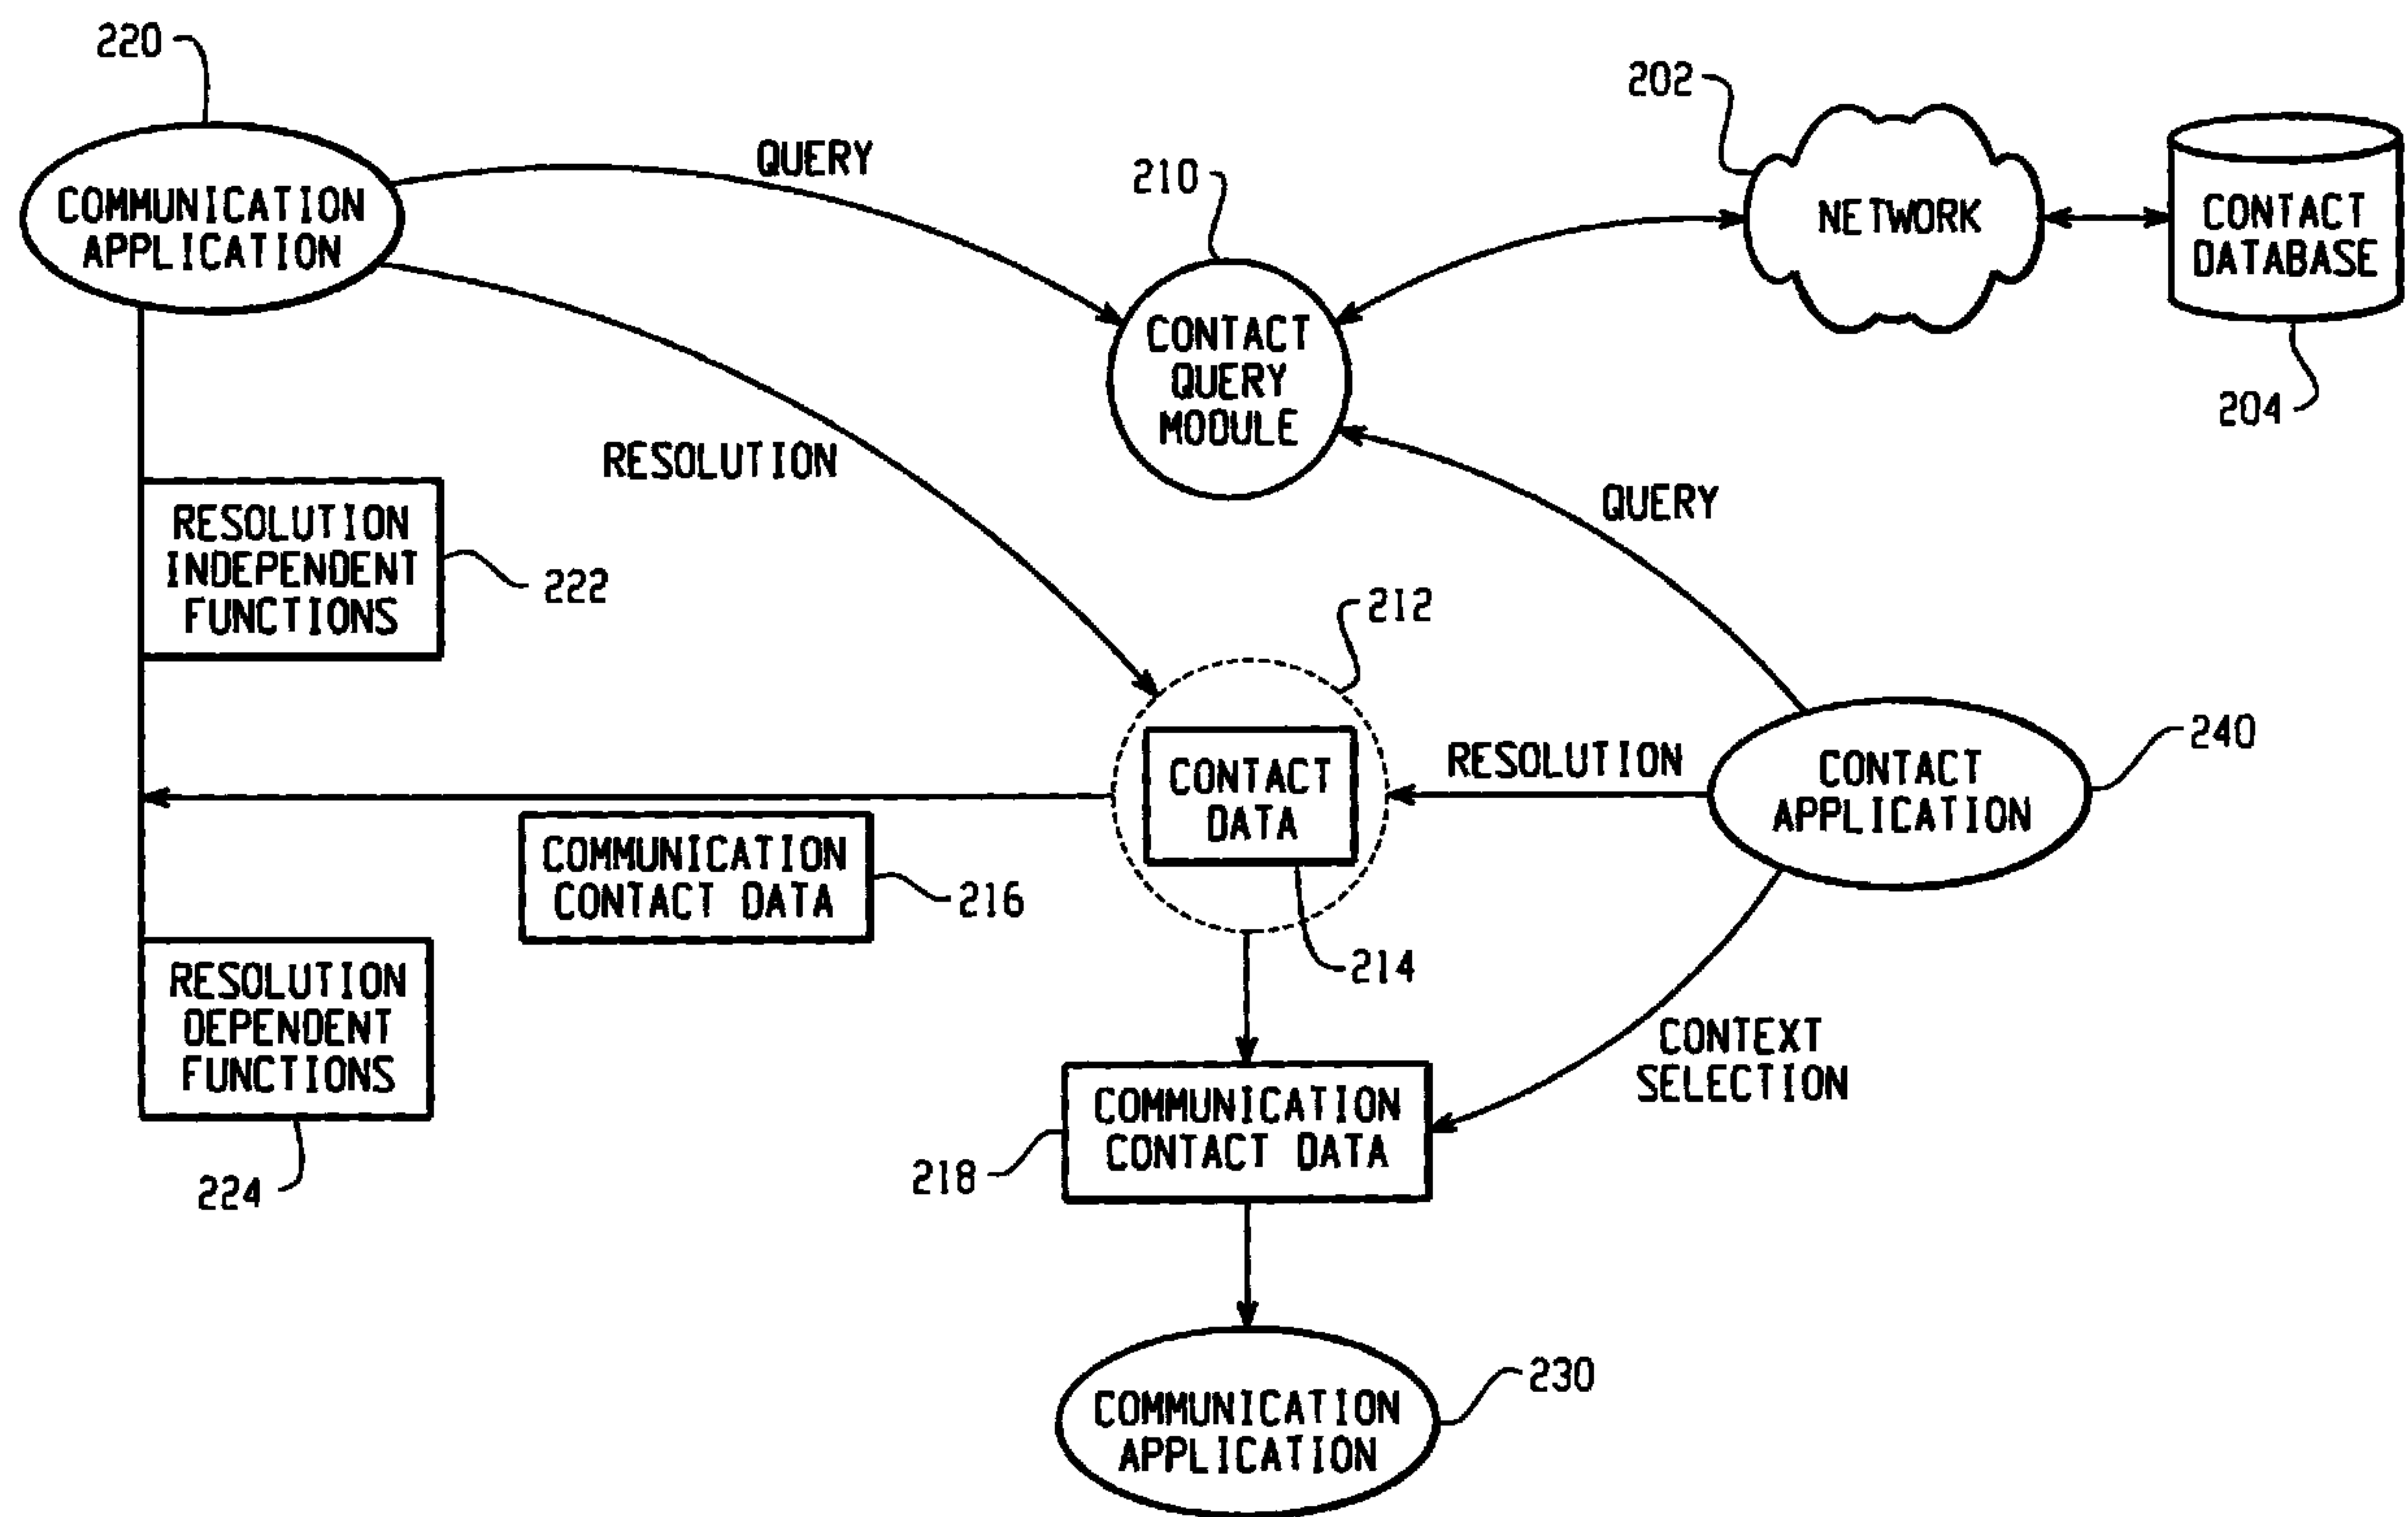 220
COMMUNICATION
APPLICATION
QUERY
210
CONTACT
QUERY
MODULE
202
NETWORK
CONTACT
DATABASE
204
RESOLUTION
QUERY
RESOLUTION
INDEPENDENT
FUNCTIONS
222
212
CONTACT
DATA
214
RESOLUTION
CONTACT
APPLICATION
240
COMMUNICATION
CONTACT DATA
216
RESOLUTION
DEPENDENT
FUNCTIONS
224
CONTEXT
SELECTION
COMMUNICATION
CONTACT DATA
218
COMMUNICATION
APPLICATION
230